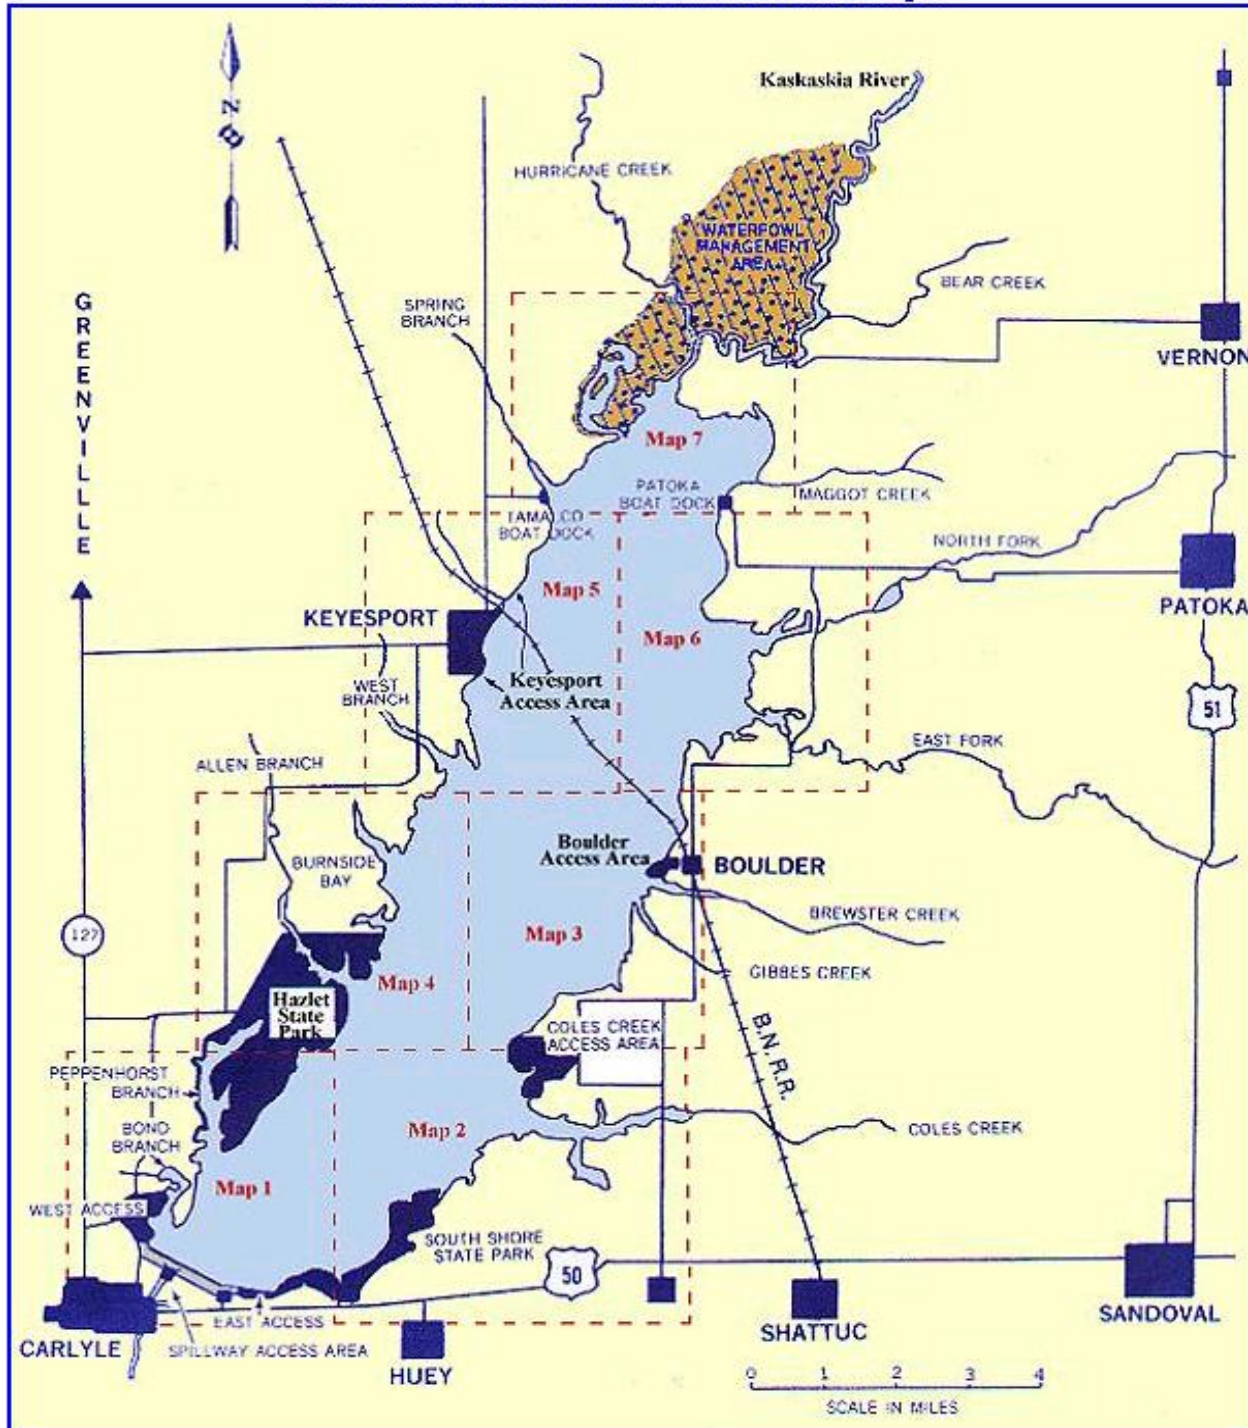 Kaskaskia River
N
HURRICANE CREEK
WATERFOWL
MANAGEMENT
AREA
BEAR CREEK
SPRING
BRANCH
GREENVILLLE
VERNON
Map 7
PATOKA
BOAT DOCK
MAGGOT CREEK
TAMALCO
BOAT DOCK
NORTH FORK
Map 5
PATOKA
KEYESPORT
Map 6
WEST
BRANCH
Keyesport
Access Area
51
EAST FORK
ALLEN BRANCH
Boulder
Access Area
BURNSIDE
BAY
BOULDER
BREWSTER CREEK
127
Map 3
GIBBES CREEK
Map 4
Hazlet
State
Park
COLES CREEK
ACCESS AREA
B.N.R.R.
PEPPENHORST
BRANCH
BOND
BRANCH
Map 2
COLES CREEK
Map 1
WEST ACCESS
SOUTH SHORE
STATE PARK
50
EAST ACCESS
SANDOVAL
SHATTUC
CARLYLE
SPILLWAY ACCESS AREA
HUEY
0 1 2 3 4
SCALE IN MILES